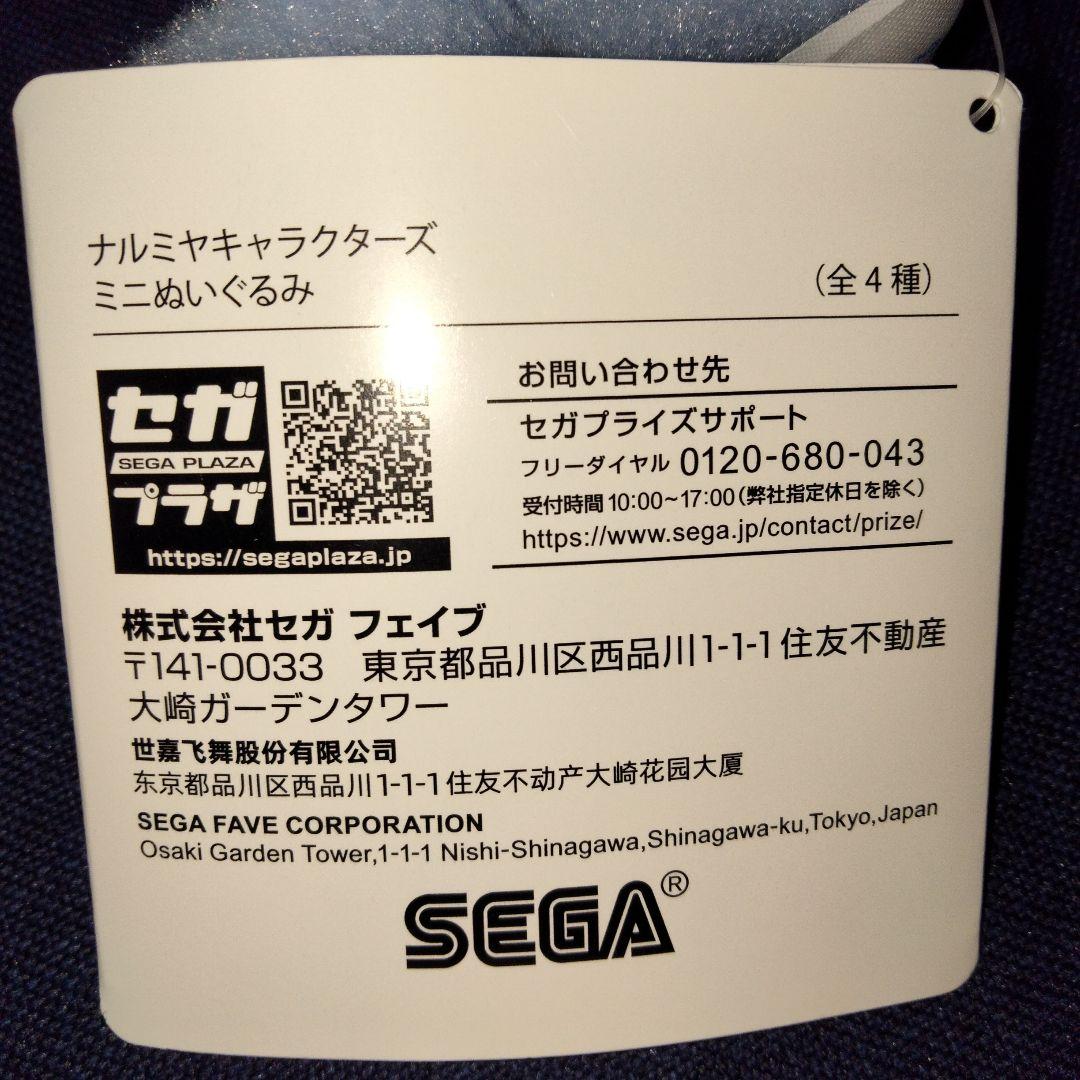 ナルミヤキャラクターズ
ミニぬいぐるみ
(全4種)
セガ
SEGA PLAZA
プラザ
https://segaplaza.jp
お問い合わせ先
セガプライズサポート
フリーダイヤル 0120-680-043
受付時間10:00~17:00(弊社指定休日を除く)
https://www.sega.jp/contact/prize/
株式会社セガ フェイブ
〒141-0033 東京都品川区西品川1-1-1住友不動産
大崎ガーデンタワー
世嘉飞舞股份有限公司
东京都品川区西品川1-1-1住友不动产大崎花园大厦
SEGA FAVE CORPORATION
Osaki Garden Tower,1-1-1 Nishi-Shinagawa,Shinagawa-ku,Tokyo,Japan
SEGA®